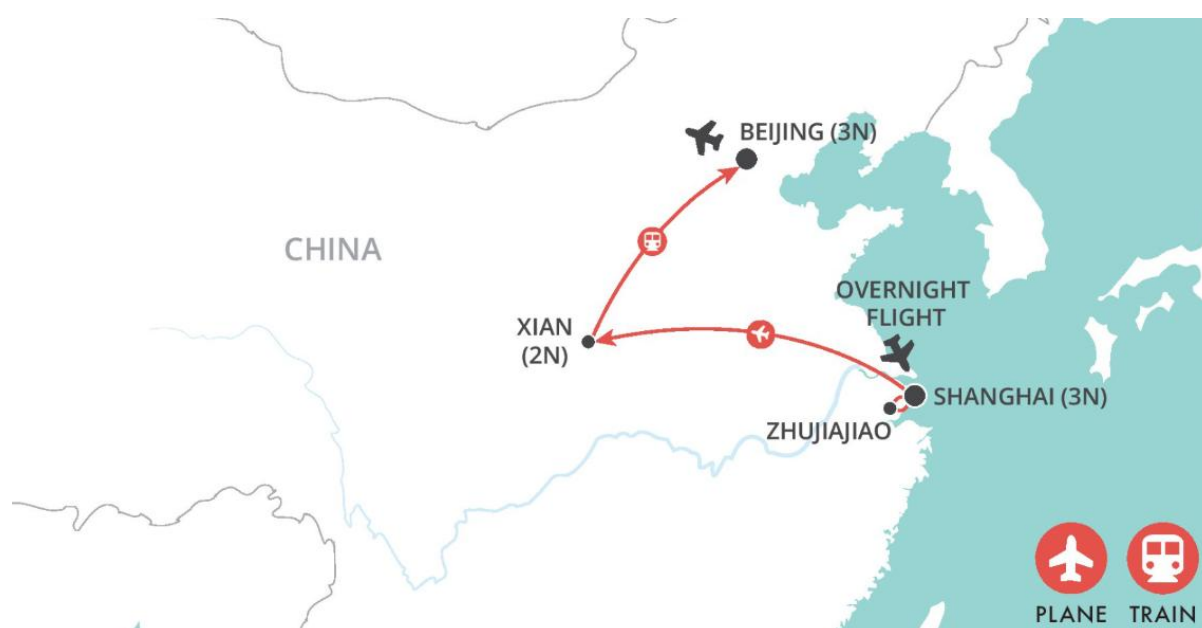 BEIJING (3N)
CHINA
OVERNIGHT
FLIGHT
XIAN
(2N)
SHANGHAI (3N)
ZHUJIAJIAO
PLANE
TRAIN